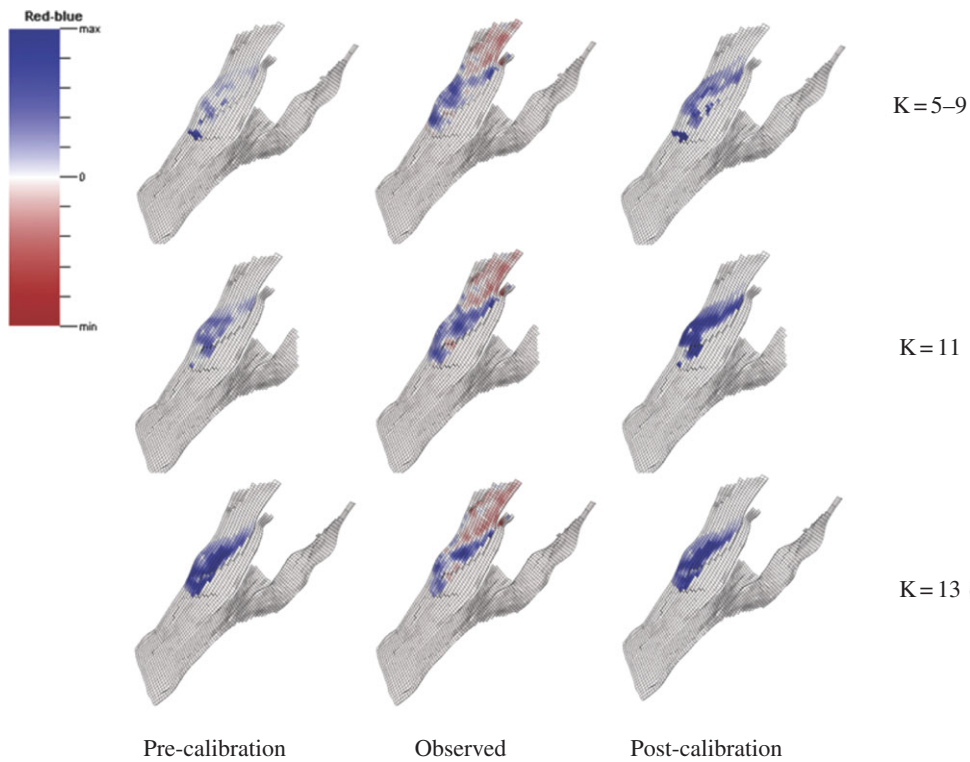 Red-blue
max
0
min
K = 5–9
K = 11
K = 13
Pre-calibration
Observed
Post-calibration